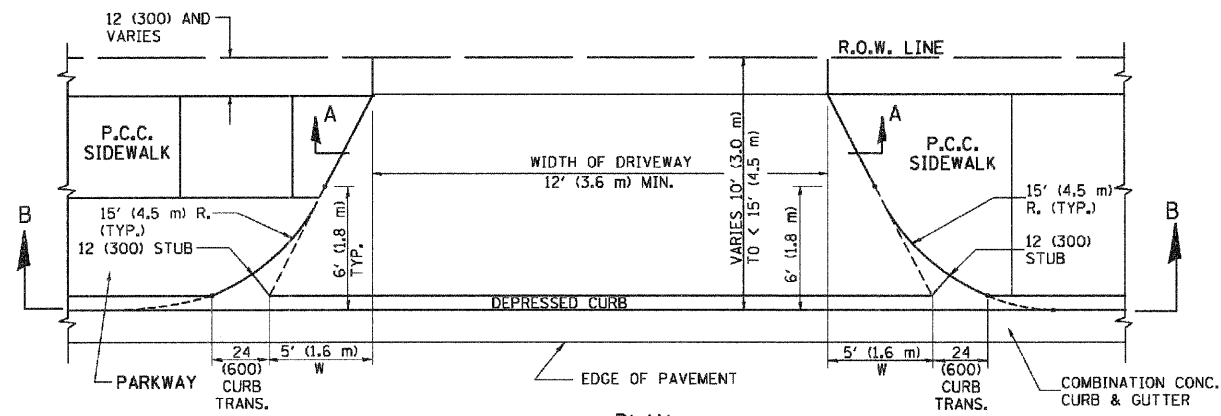 12 (300) AND
VARIES
R.O.W. LINE
P.C.C.
SIDEWALK
A
A
P.C.C.
SIDEWALK
WIDTH OF DRIVEWAY
12' (3.6 m) MIN.
VARIES 10' (3.0 m)
TO < 15' (4.5 m)
B
15' (4.5 m) R.
(TYP.)
12 (300) STUB
6' (1.8 m)
TYP.
6' (1.8 m)
15' (4.5 m)
R. (TYP.)
12 (300)
STUB
B
DEPRESSED CURB
PARKWAY
24
(600)
CURB
TRANS.
5' (1.6 m)
W
EDGE OF PAVEMENT
5' (1.6 m)
W
24
(600)
CURB
TRANS.
COMBINATION CONC.
CURB & GUTTER